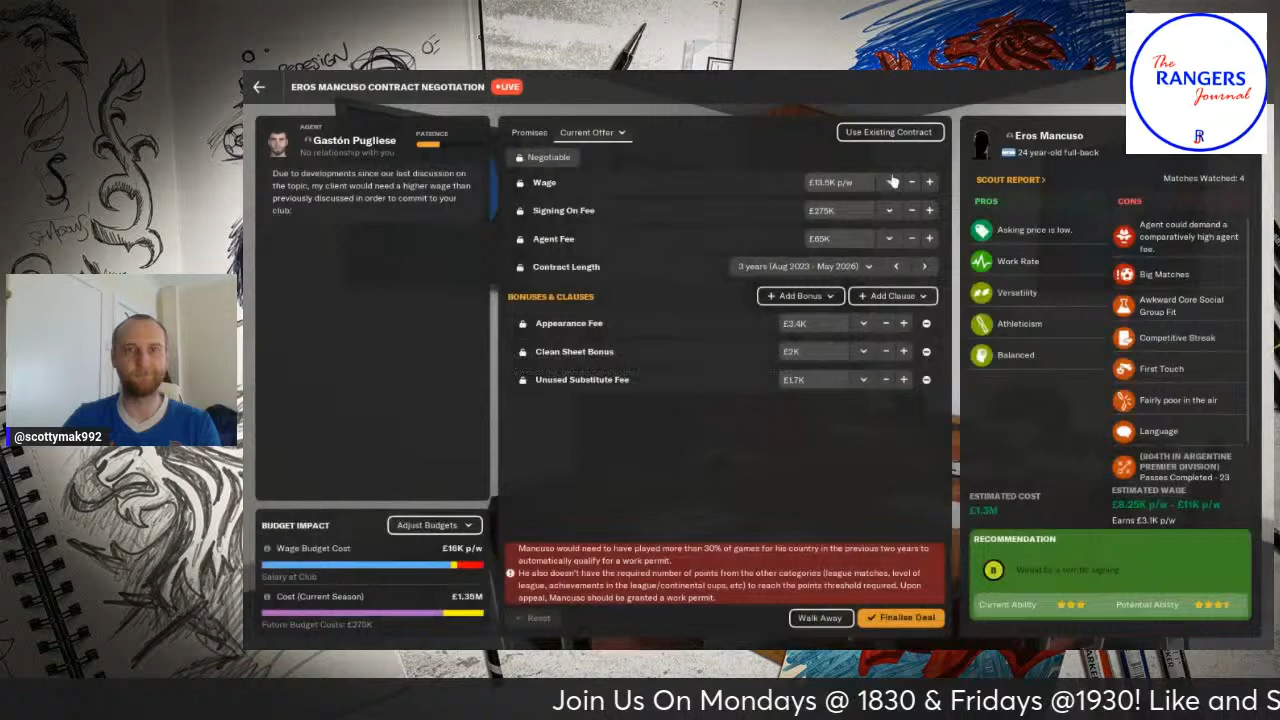 REDESIGN
The
RANGERS
Journal
EROS MANCUSO CONTRACT NEGOTIATION
LIVE
AGENT
Gastón Pugliese
No relationship with you
PATIENCE
Due to developments since our last discussion
on the topic, my client would need a higher wage than
previously discussed in order to commit to your
club:
Promises
Current Offer
Use Existing Contract
Negotiable
Wage
£13.5K p/w
Signing On Fee
£275K
Agent Fee
£65K
Contract Length
3 years (Aug 2023 - May 2026)
BONUSES & CLAUSES
Add Bonus
Add Clause
Appearance Fee
£3.4K
Clean Sheet Bonus
£2K
Unused Substitute Fee
£1.7K
Mancuso would need to have played more than 30% of games for his country in the previous two years to
automatically qualify for a work permit.
He also doesn't have the required number of points from the other categories (league matches, level of
league, achievements in the league/continental cups, etc) to reach the points threshold required. Upon
appeal, Mancuso should be granted a work permit.
Reset
Walk Away
Finalise Deal
BUDGET IMPACT
Adjust Budgets
Wage Budget Cost
£16K p/w
Salary at Club
Cost (Current Season)
£1.35M
Future Budget Costs: £275K
Eros Mancuso
24 year-old full-back
SCOUT REPORT >
Matches Watched: 4
PROS
Asking price is low.
Work Rate
Versatility
Athleticism
Balanced
CONS
Agent could demand a
comparatively high agent
fee.
Big Matches
Awkward Core Social
Group Fit
Competitive Streak
First Touch
Fairly poor in the air
Language
(804TH IN ARGENTINE
PREMIER DIVISION)
Passes Completed - 23
ESTIMATED COST
£1.3M
ESTIMATED WAGE
£8.25K p/w - £11K p/w
Earns £3.1K p/w
RECOMMENDATION
B
Would be a terrific signing
Current Ability
Potential Ability
@scottymak992
Join Us On Mondays @ 1830 & Fridays @1930! Like and S